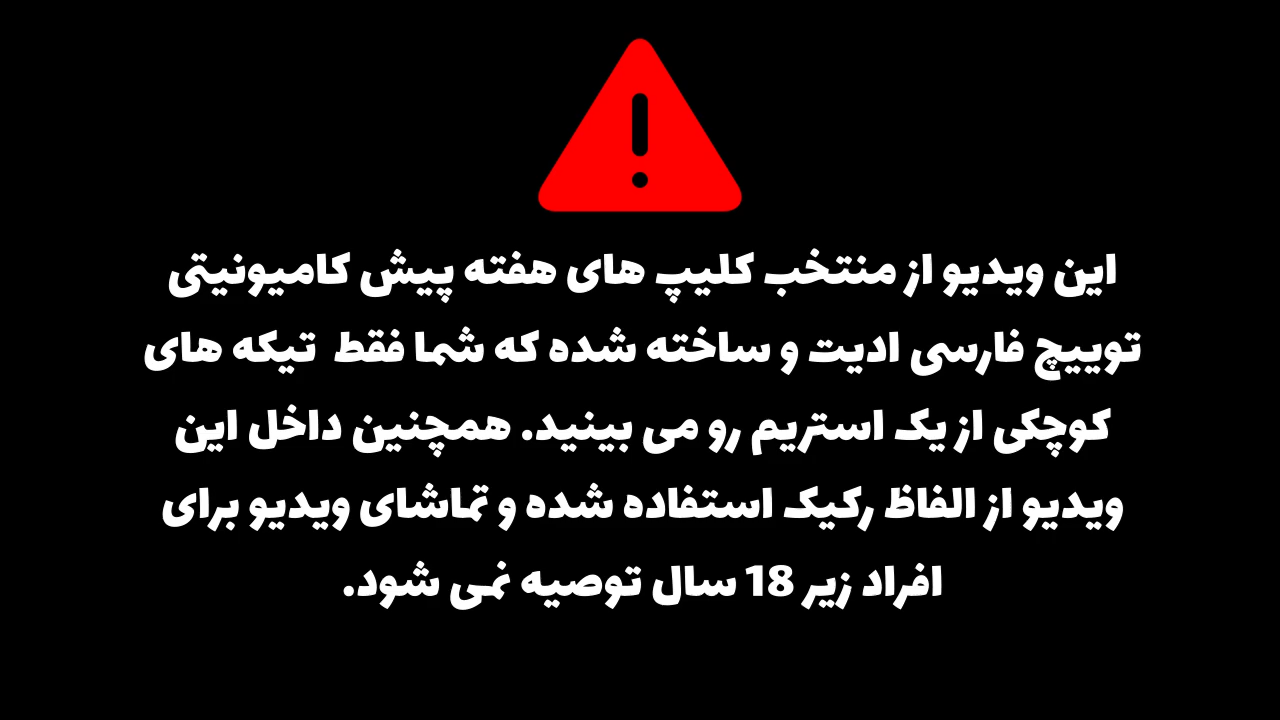 این ویدیو از منتخب کلیپ های هفته پیش کامیونیتی
توییچ فارسی ادیت و ساخته شده که شما فقط تیکه های
کوچکی از یک استریم رو می بینید. همچنین داخل این
ویدیو از الفاظ رکیک استفاده شده و تماشای ویدیو برای
افراد زیر 18 سال توصیه نمی شود.